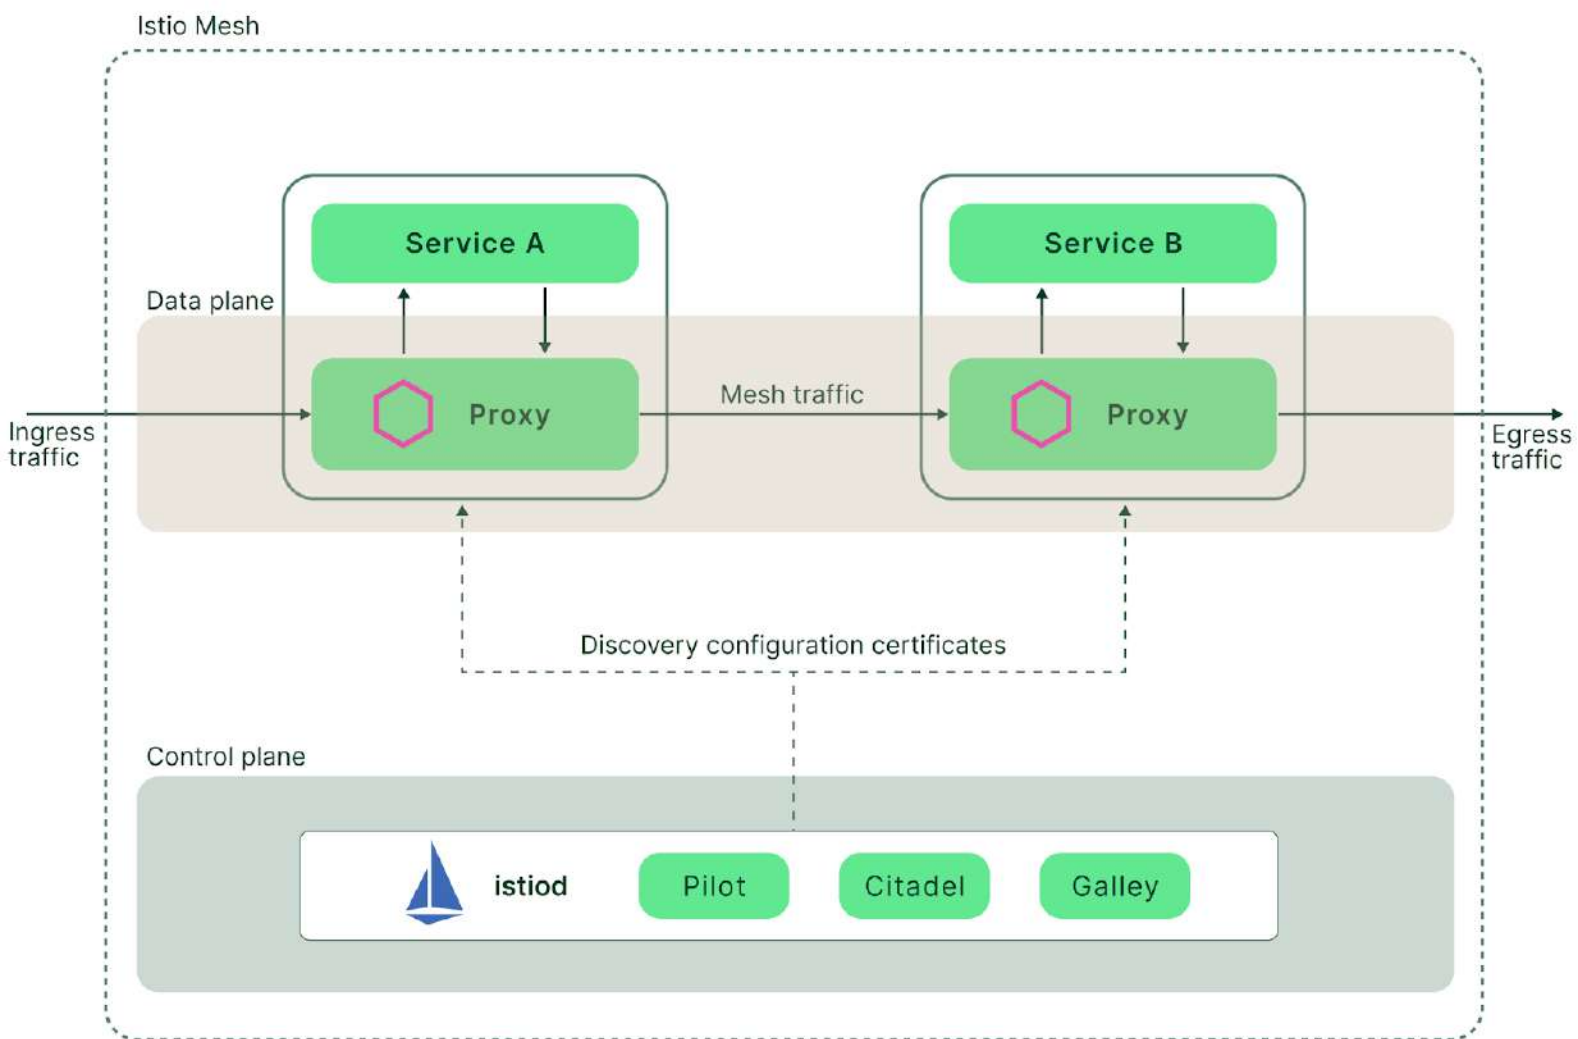 Istio Mesh
Service A
Service B
Data plane
Proxy
Mesh traffic
Proxy
Ingress
traffic
Egress
traffic
Discovery configuration certificates
Control plane
istiod
Pilot
Citadel
Galley